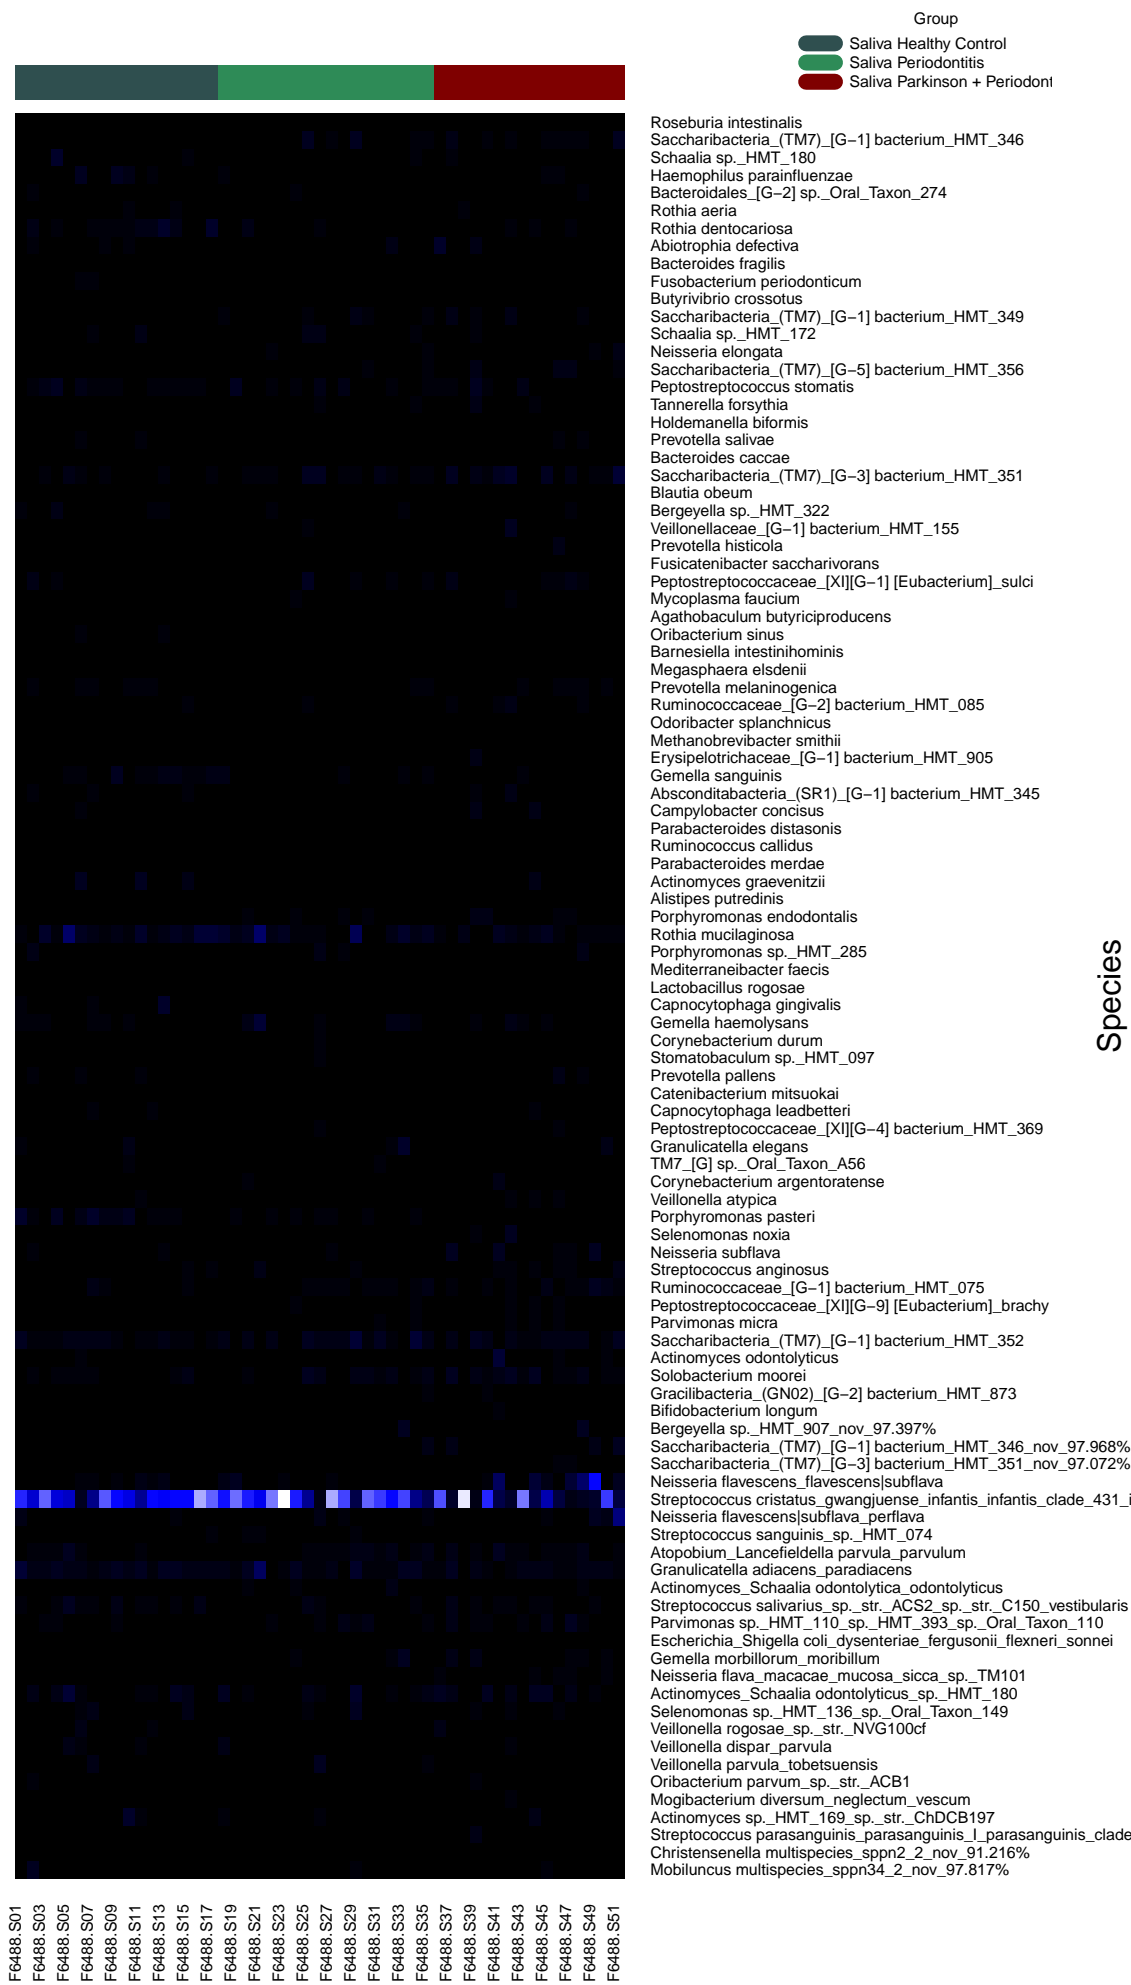 Group
Saliva Healthy Control
Saliva Periodontitis
Saliva Parkinson + Periodont
Roseburia intestinalis
Saccharibacteria_(TM7)_[G−1] bacterium_HMT_346
Schaalia sp._HMT_180
Haemophilus parainfluenzae
Bacteroidales_[G−2] sp._Oral_Taxon_274
Rothia aeria
Rothia dentocariosa
Abiotrophia defectiva
Bacteroides fragilis
Fusobacterium periodonticum
Butyrivibrio crossotus
Saccharibacteria_(TM7)_[G−1] bacterium_HMT_349
Schaalia sp._HMT_172
Neisseria elongata
Saccharibacteria_(TM7)_[G−5] bacterium_HMT_356
Peptostreptococcus stomatis
Tannerella forsythia
Holdemanella biformis
Prevotella salivae
Bacteroides caccae
Saccharibacteria_(TM7)_[G−3] bacterium_HMT_351
Blautia obeum
Bergeyella sp._HMT_322
Veillonellaceae_[G−1] bacterium_HMT_155
Prevotella histicola
Fusicatenibacter saccharivorans
Peptostreptococcaceae_[XI][G−1] [Eubacterium]_sulci
Mycoplasma faucium
Agathobaculum butyriciproducens
Oribacterium sinus
Barnesiella intestinihominis
Megasphaera elsdenii
Prevotella melaninogenica
Ruminococcaceae_[G−2] bacterium_HMT_085
Odoribacter splanchnicus
Methanobrevibacter smithii
Erysipelotrichaceae_[G−1] bacterium_HMT_905
Gemella sanguinis
Absconditabacteria_(SR1)_[G−1] bacterium_HMT_345
Campylobacter concisus
Parabacteroides distasonis
Ruminococcus callidus
Parabacteroides merdae
Actinomyces graevenitzii
Alistipes putredinis
Porphyromonas endodontalis
Rothia mucilaginosa
Porphyromonas sp._HMT_285
Mediterraneibacter faecis
Lactobacillus rogosae
Capnocytophaga gingivalis
Gemella haemolysans
Corynebacterium durum
Stomatobaculum sp._HMT_097
Prevotella pallens
Catenibacterium mitsuokai
Capnocytophaga leadbetteri
Peptostreptococcaceae_[XI][G−4] bacterium_HMT_369
Granulicatella elegans
TM7_[G] sp._Oral_Taxon_A56
Corynebacterium argentoratense
Veillonella atypica
Porphyromonas pasteri
Selenomonas noxia
Neisseria subflava
Streptococcus anginosus
Ruminococcaceae_[G−1] bacterium_HMT_075
Peptostreptococcaceae_[XI][G−9] [Eubacterium]_brachy
Parvimonas micra
Saccharibacteria_(TM7)_[G−1] bacterium_HMT_352
Actinomyces odontolyticus
Solobacterium moorei
Gracilibacteria_(GN02)_[G−2] bacterium_HMT_873
Bifidobacterium longum
Bergeyella sp._HMT_907_nov_97.397%
Saccharibacteria_(TM7)_[G−1] bacterium_HMT_346_nov_97.968%
Saccharibacteria_(TM7)_[G−3] bacterium_HMT_351_nov_97.072%
Neisseria flavescens_flavescens|subflava
Streptococcus cristatus_gwangjuense_infantis_infantis_clade_431_i
Neisseria flavescens|subflava_perflava
Streptococcus sanguinis_sp._HMT_074
Atopobium_Lancefieldella parvula_parvulum
Granulicatella adiacens_paradiacens
Actinomyces_Schaalia odontolytica_odontolyticus
Streptococcus salivarius_sp._str._ACS2_sp._str._C150_vestibularis
Parvimonas sp._HMT_110_sp._HMT_393_sp._Oral_Taxon_110
Escherichia_Shigella coli_dysenteriae_fergusonii_flexneri_sonnei
Gemella morbillorum_moribillum
Neisseria flava_macacae_mucosa_sicca_sp._TM101
Actinomyces_Schaalia odontolyticus_sp._HMT_180
Selenomonas sp._HMT_136_sp._Oral_Taxon_149
Veillonella rogosae_sp._str._NVG100cf
Veillonella dispar_parvula
Veillonella parvula_tobetsuensis
Oribacterium parvum_sp._str._ACB1
Mogibacterium diversum_neglectum_vescum
Actinomyces sp._HMT_169_sp._str._ChDCB197
Streptococcus parasanguinis_parasanguinis_I_parasanguinis_clade
Christensenella multispecies_sppn2_2_nov_91.216%
Mobiluncus multispecies_sppn34_2_nov_97.817%
Species
F6488.S01
F6488.S03
F6488.S05
F6488.S07
F6488.S09
F6488.S11
F6488.S13
F6488.S15
F6488.S17
F6488.S19
F6488.S21
F6488.S23
F6488.S25
F6488.S27
F6488.S29
F6488.S31
F6488.S33
F6488.S35
F6488.S37
F6488.S39
F6488.S41
F6488.S43
F6488.S45
F6488.S47
F6488.S49
F6488.S51